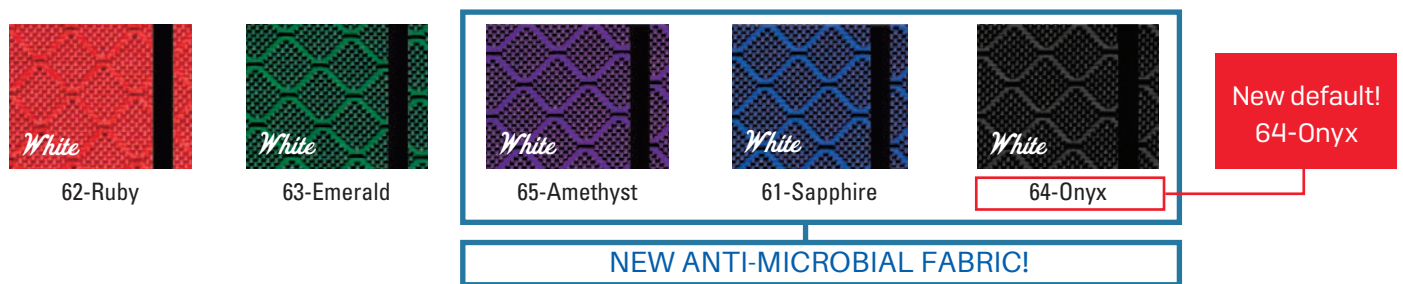 White
White
White
White
White
New default!
64-Onyx
62-Ruby
63-Emerald
65-Amethyst
61-Sapphire
64-Onyx
NEW ANTI-MICROBIAL FABRIC!